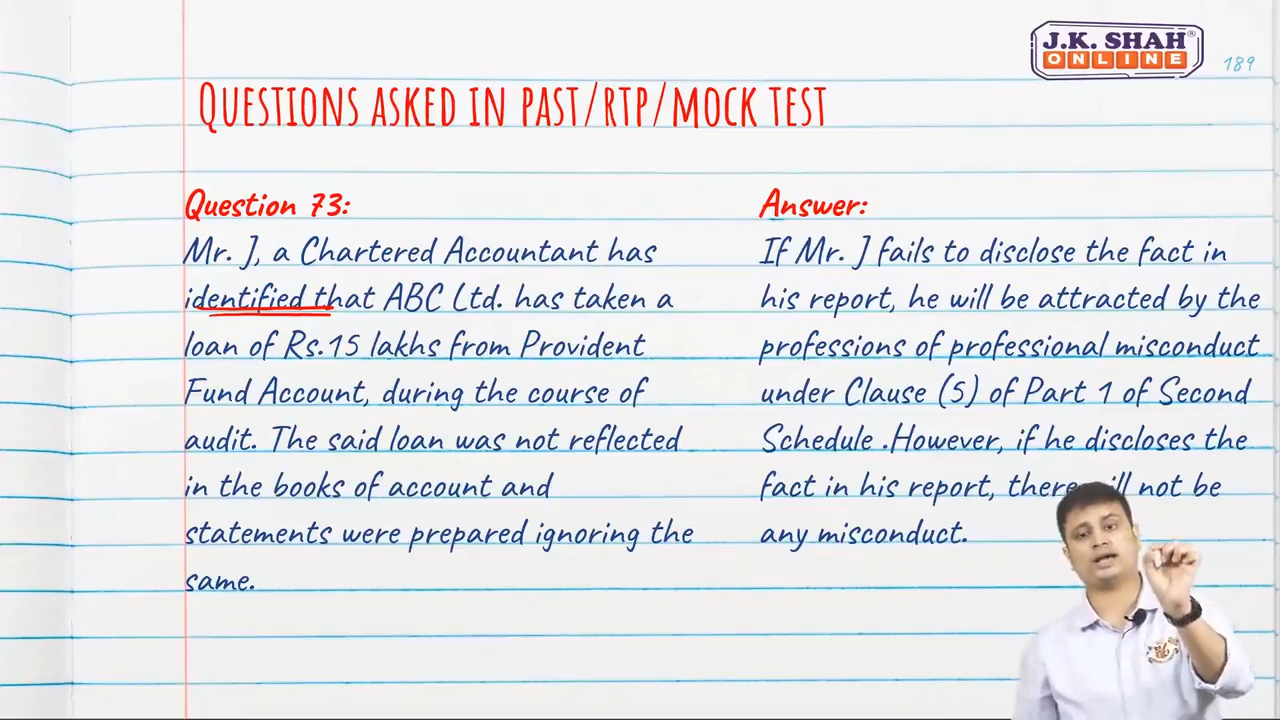 J.K. SHAH®
ONLINE
189
QUESTIONS ASKED IN PAST/RTP/MOCK TEST
Question 73:
Mr. J, a Chartered Accountant has
identified that ABC Ltd. has taken a
loan of Rs.15 lakhs from Provident
Fund Account, during the course of
audit. The said loan was not reflected
in the books of account and
statements were prepared ignoring the
same.
Answer:
If Mr. J fails to disclose the fact in
his report, he will be attracted by the
professions of professional misconduct
under Clause (5) of Part 1 of Second
Schedule .However, if he discloses the
fact in his report, there will not be
any misconduct.